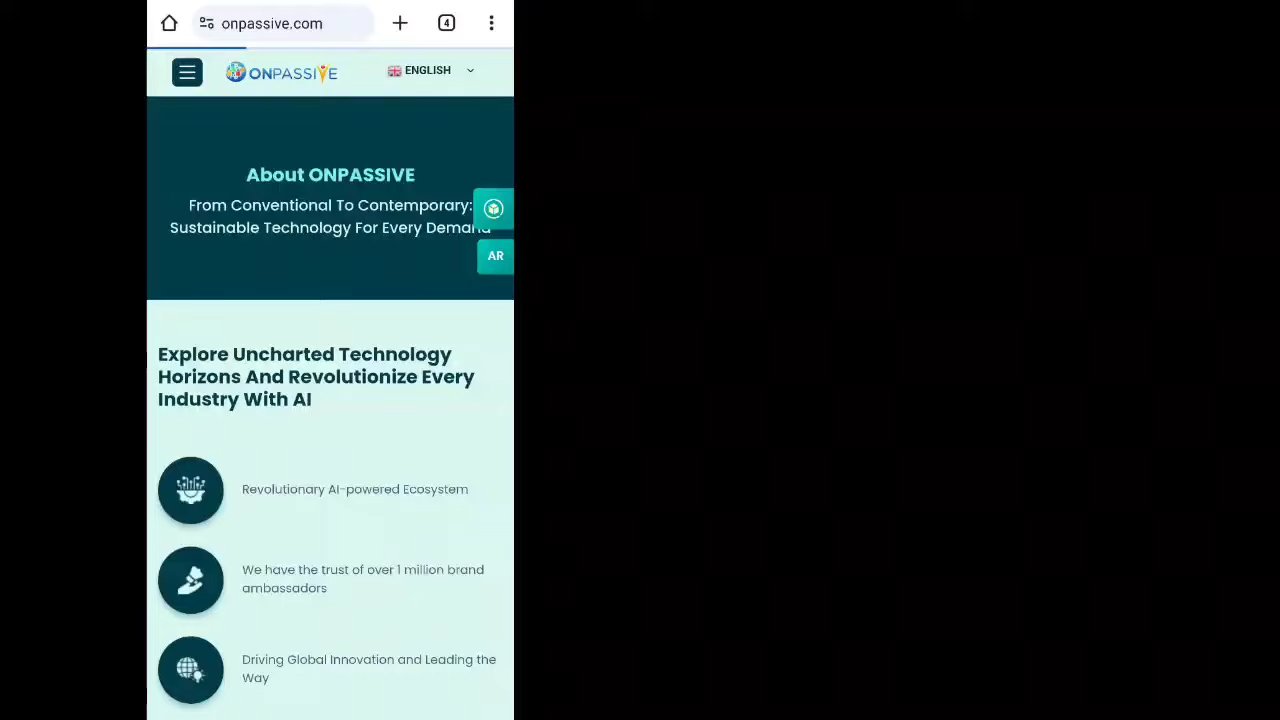 onpassive.com
4
ONPASSIVE
ENGLISH
About ONPASSIVE
From Conventional To Contemporary:
Sustainable Technology For Every Demand
AR
Explore Uncharted Technology
Horizons And Revolutionize Every
Industry With AI
Revolutionary AI-powered Ecosystem
We have the trust of over 1 million brand
ambassadors
Driving Global Innovation and Leading the
Way